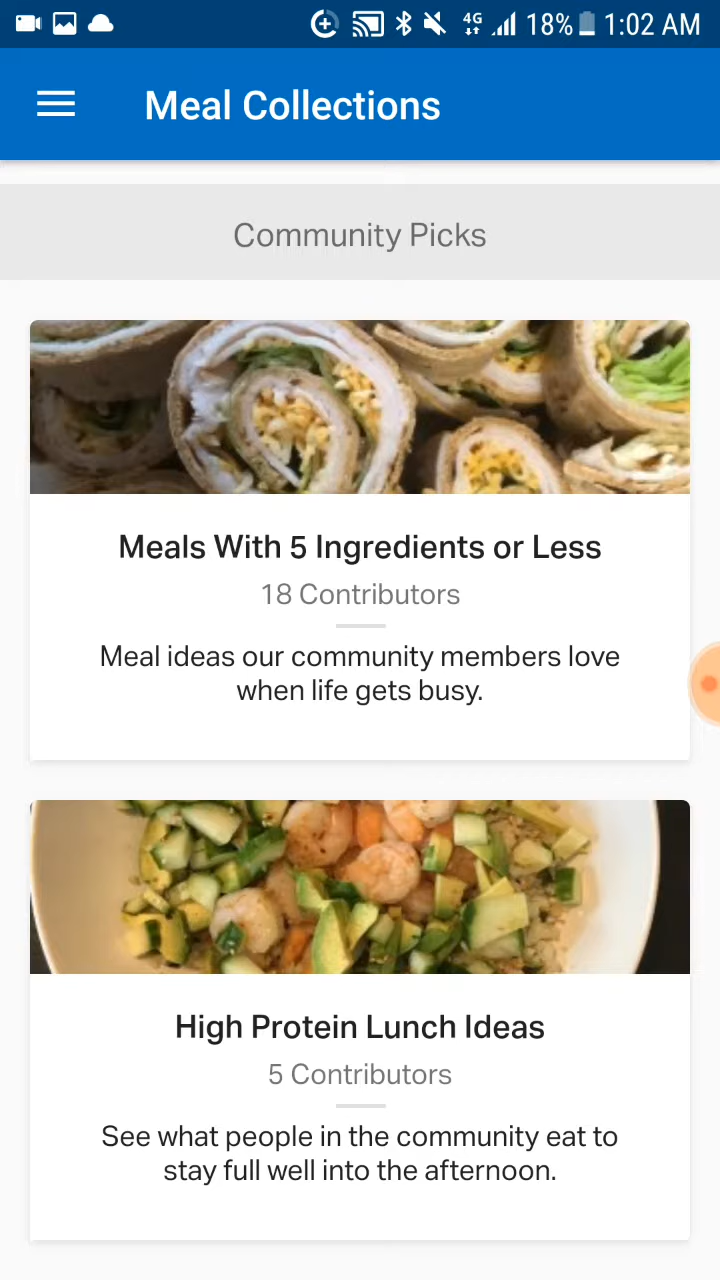 4G 18% 1:02 AM
Meal Collections
Community Picks
Meals With 5 Ingredients or Less
18 Contributors
Meal ideas our community members love
when life gets busy.
High Protein Lunch Ideas
5 Contributors
See what people in the community eat to
stay full well into the afternoon.